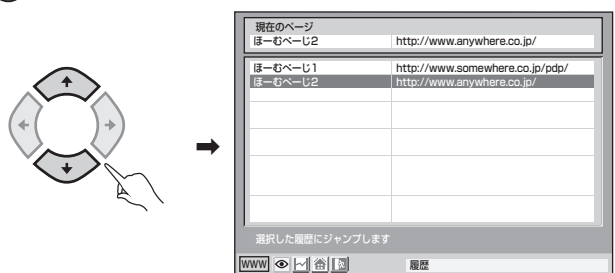 現在のページ
ほーむぺーじ2 http://www.anywhere.co.jp/
ほーむぺーじ1 http://www.somewhere.co.jp/pdp/
ほーむぺーじ2 http://www.anywhere.co.jp/
選択した履歴にジャンプします
WWW 履歴